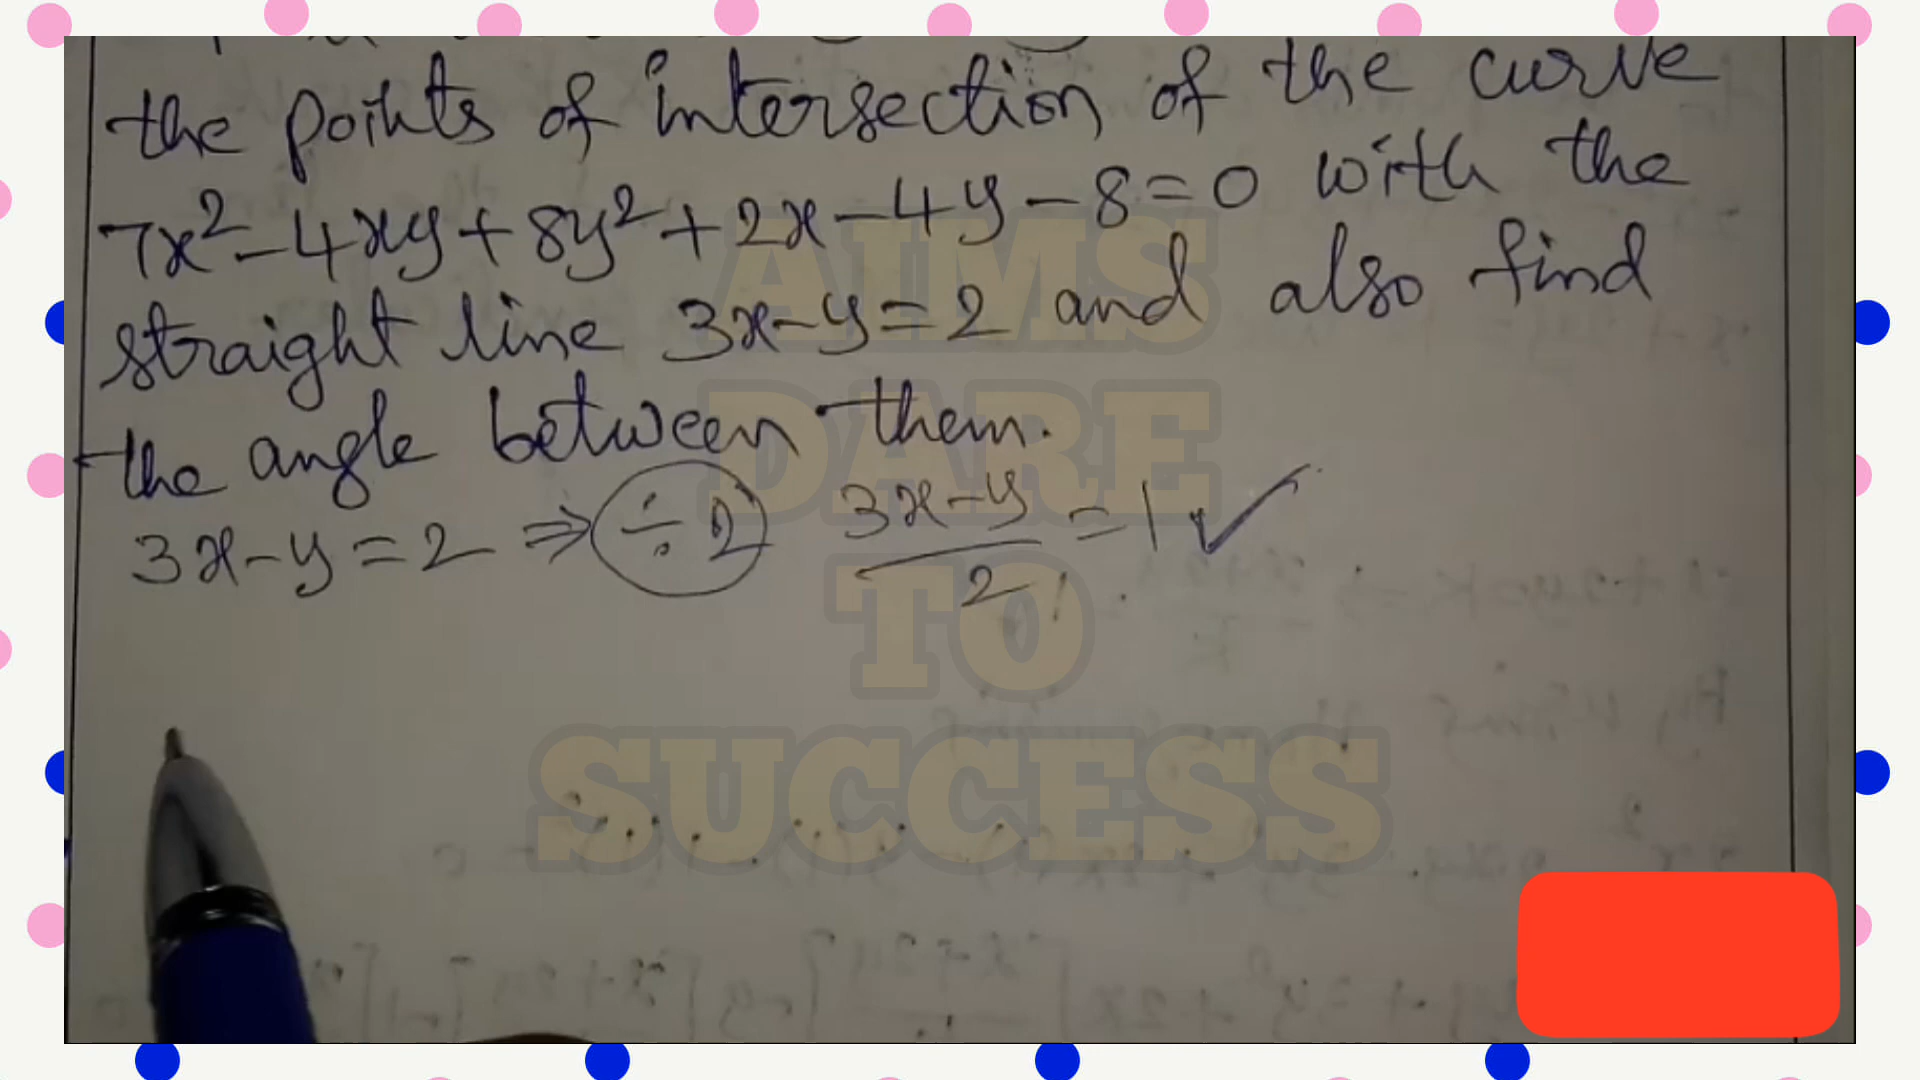 the points of intersection of the curve
7x²-4xy+8y²+2x-4y-8=0 with the
straight line 3x-y=2 and also find
the angle between them.
3x-y=2 ⇒ ÷2 3x-y/2 = 1 ✓
AIMS
DARE
TO
SUCCESS